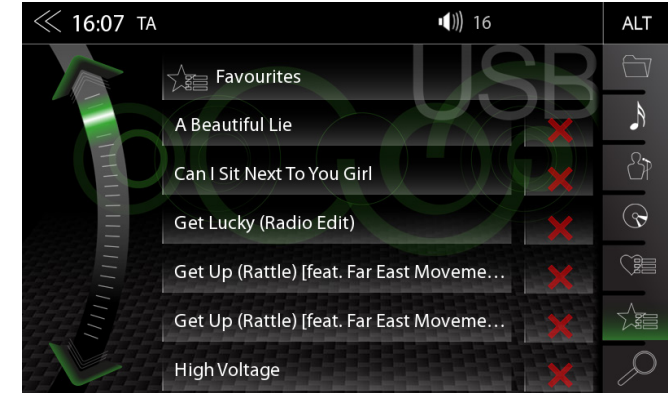 16:07 TA 16 ALT
USB
Favourites
A Beautiful Lie
Can I Sit Next To You Girl
Get Lucky (Radio Edit)
Get Up (Rattle) [feat. Far East Moveme...
Get Up (Rattle) [feat. Far East Moveme...
High Voltage